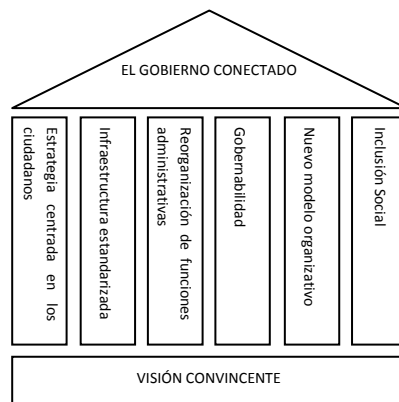 EL GOBIERNO CONECTADO
Estrategia centrada en los
ciudadanos
Infraestructura estandarizada
Reorganización de funciones
administrativas
Gobernabilidad
Nuevo modelo organizativo
Inclusión Social
VISIÓN CONVINCENTE